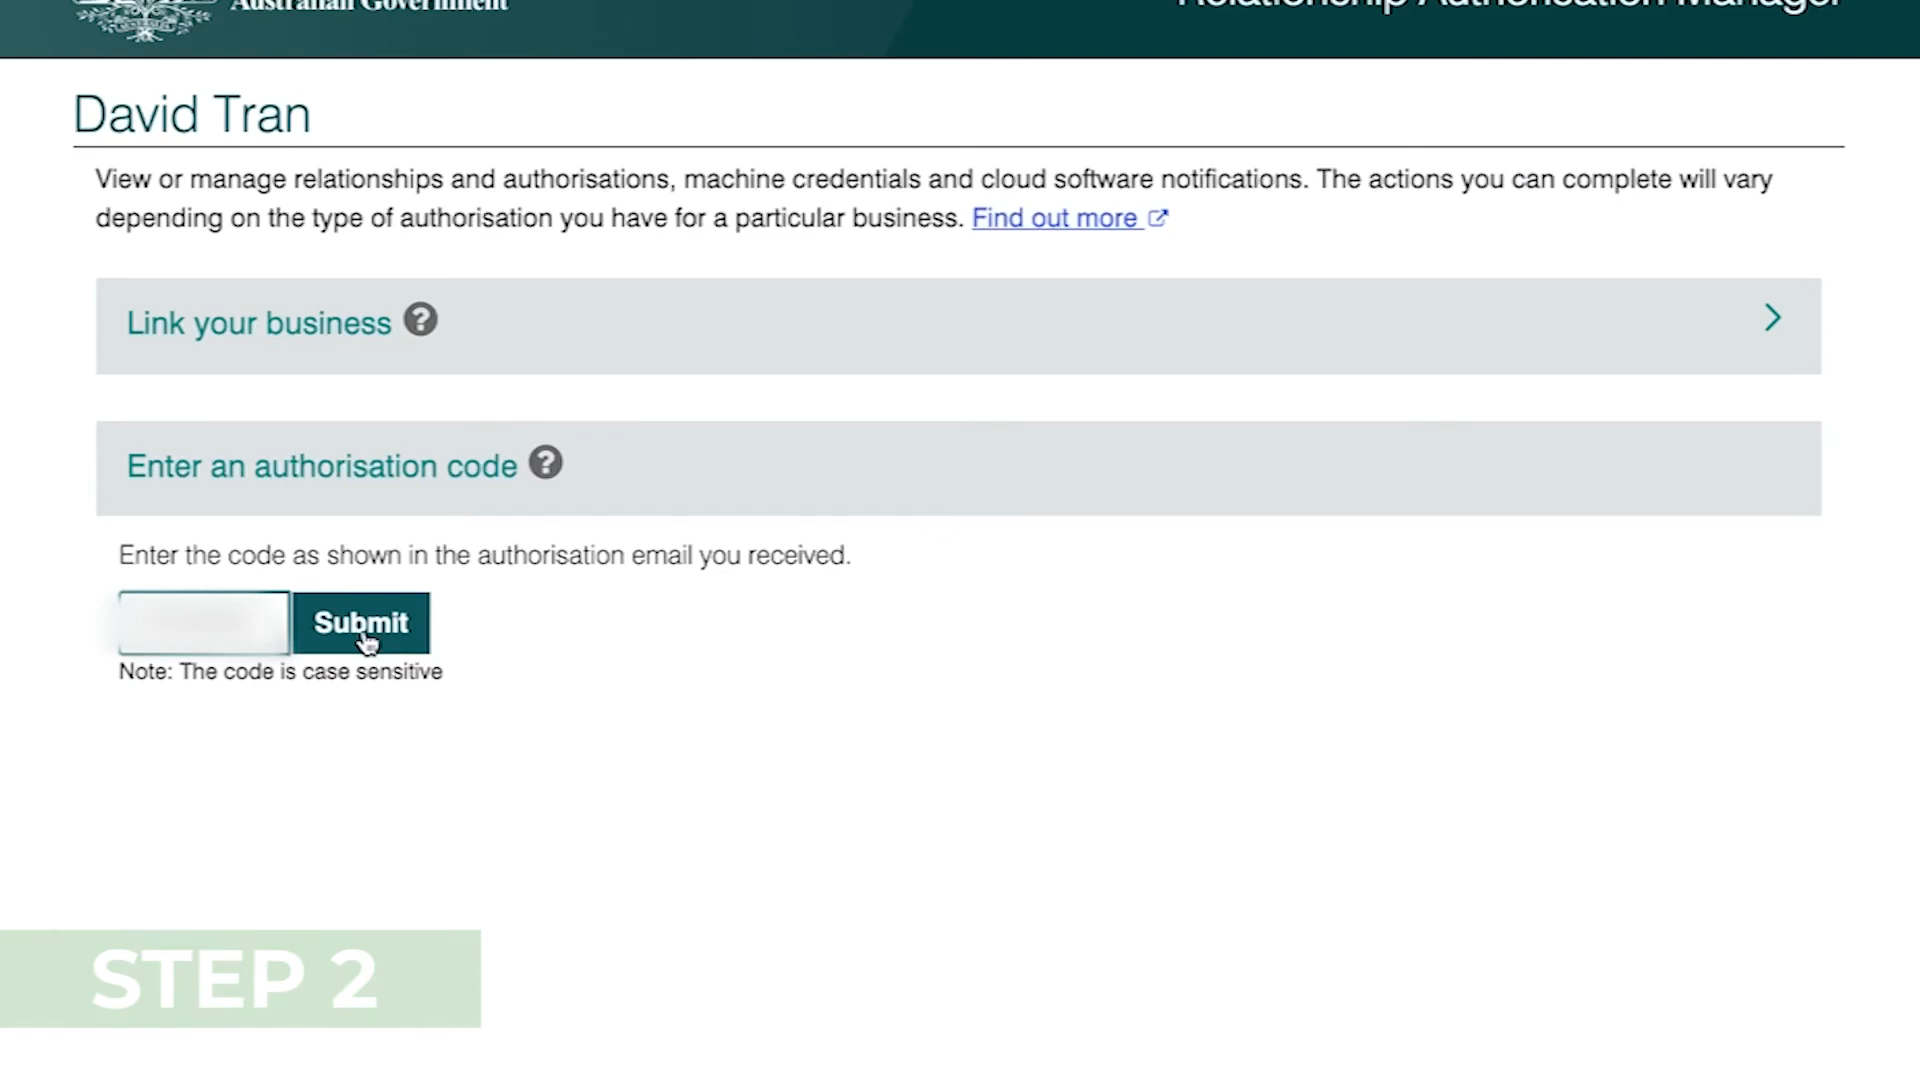 Australian Government
Relationship Authorisation Manager
David Tran
View or manage relationships and authorisations, machine credentials and cloud software notifications. The actions you can complete will vary
depending on the type of authorisation you have for a particular business. Find out more
Link your business ?
Enter an authorisation code ?
Enter the code as shown in the authorisation email you received.
Submit
Note: The code is case sensitive
STEP 2